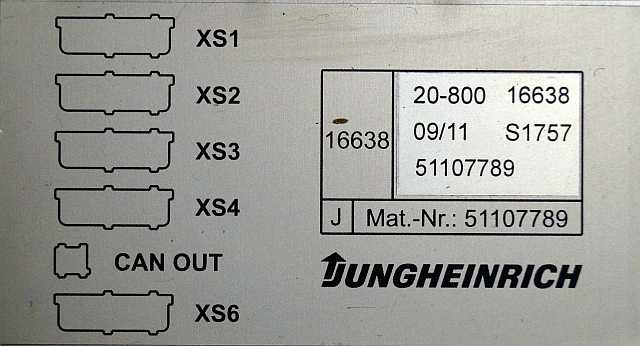 XS1
XS2
XS3
XS4
CAN OUT
XS6
16638
20-800 16638
09/11 S1757
51107789
J Mat.-Nr.: 51107789
JUNGHEINRICH